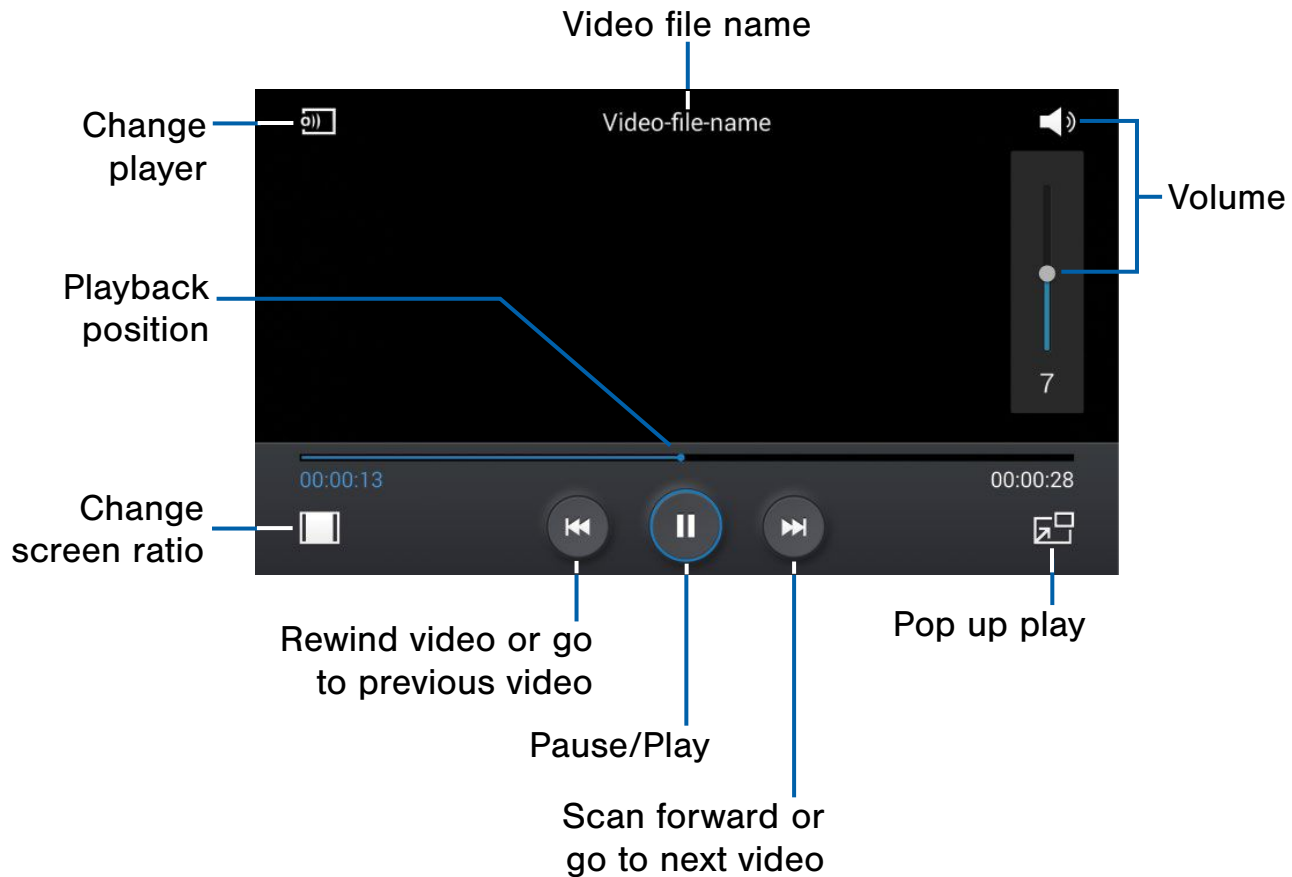 Video file name
Change
player
Video-file-name
Volume
Playback
position
7
00:00:13
00:00:28
Change
screen ratio
Pop up play
Rewind video or go
to previous video
Pause/Play
Scan forward or
go to next video